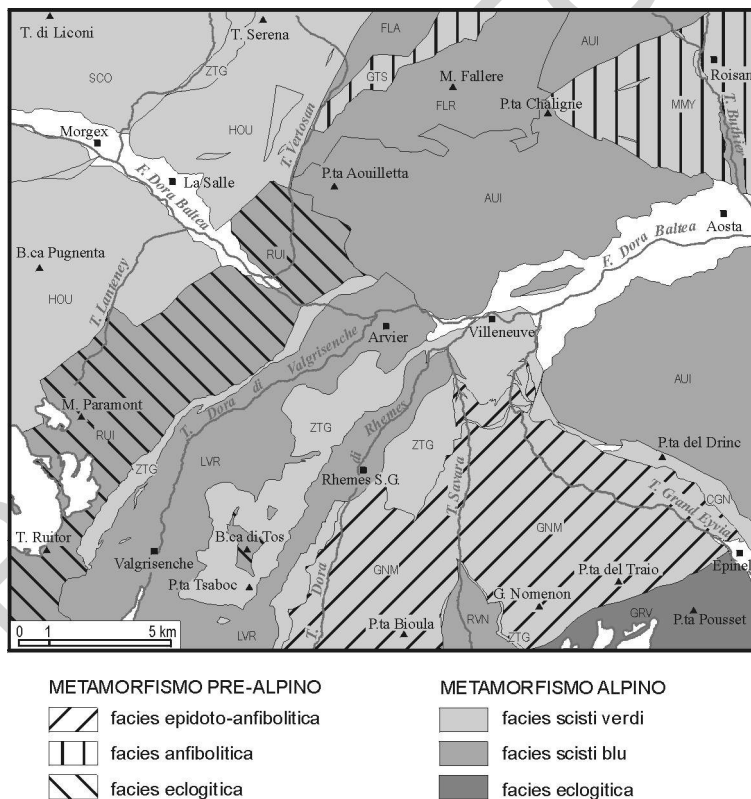 T. di Liconi
T. Serena
FLA
AUI
ZTG
GTS
M. Fallere
Roisan
SCO
FLR
P.ta Chaligne
MMY
T. Buthier
Morgex
HOU
T. Vertosan
F. Dora Baltea
La Salle
P.ta Aouilletta
AUI
Aosta
B.ca Pugnenta
RUI
F. Dora Baltea
HOU
T. Lanteney
Arvier
Villeneuve
T. Dora di Valgrisenche
AUI
M. Paramont
RUI
ZTG
ZTG
LVR
T. Dora di Rhemes
ZTG
P.ta del Drinc
Rhemes S.G.
T. Savara
T. Grand Eyvia
CGN
T. Ruitor
Valgrisenche
B.ca di Tos
GNM
Epinel
P.ta Tsaboc
GNM
P.ta del Traio
G. Nomenon
GRV
P.ta Pousset
LVR
P.ta Bioula
RVN
ZTG
0 1 5 km
METAMORFISMO PRE-ALPINO
facies epidoto-anfibolitica
facies anfibolitica
facies eclogitica
METAMORFISMO ALPINO
facies scisti verdi
facies scisti blu
facies eclogitica